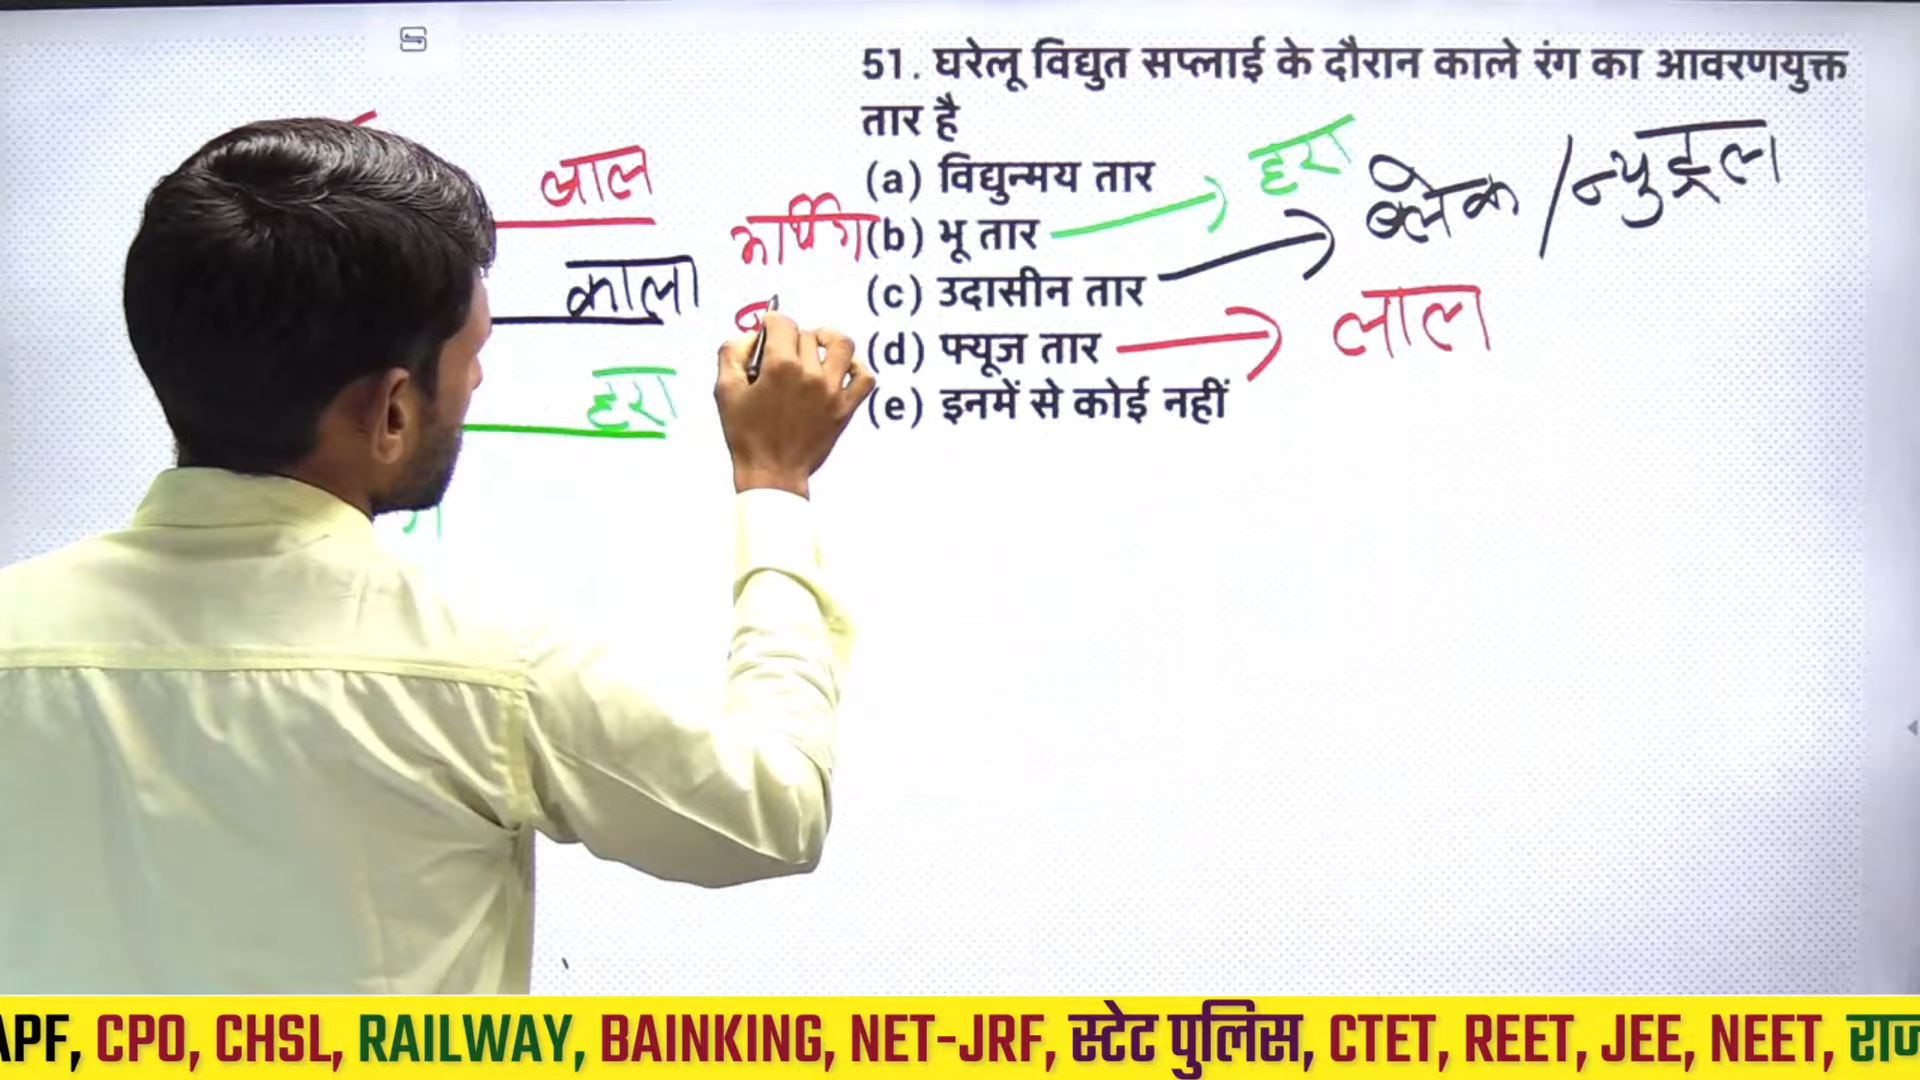 51. घरेलू विद्युत सप्लाई के दौरान काले रंग का आवरणयुक्त
तार है
(a) विद्युन्मय तार
(b) भू तार
(c) उदासीन तार
(d) फ्यूज तार
(e) इनमें से कोई नहीं
हरा
ब्लेक / न्युट्रल
लाल
लाल
काला
हरा
APF, CPO, CHSL, RAILWAY, BAINKING, NET-JRF, स्टेट पुलिस, CTET, REET, JEE, NEET, राज